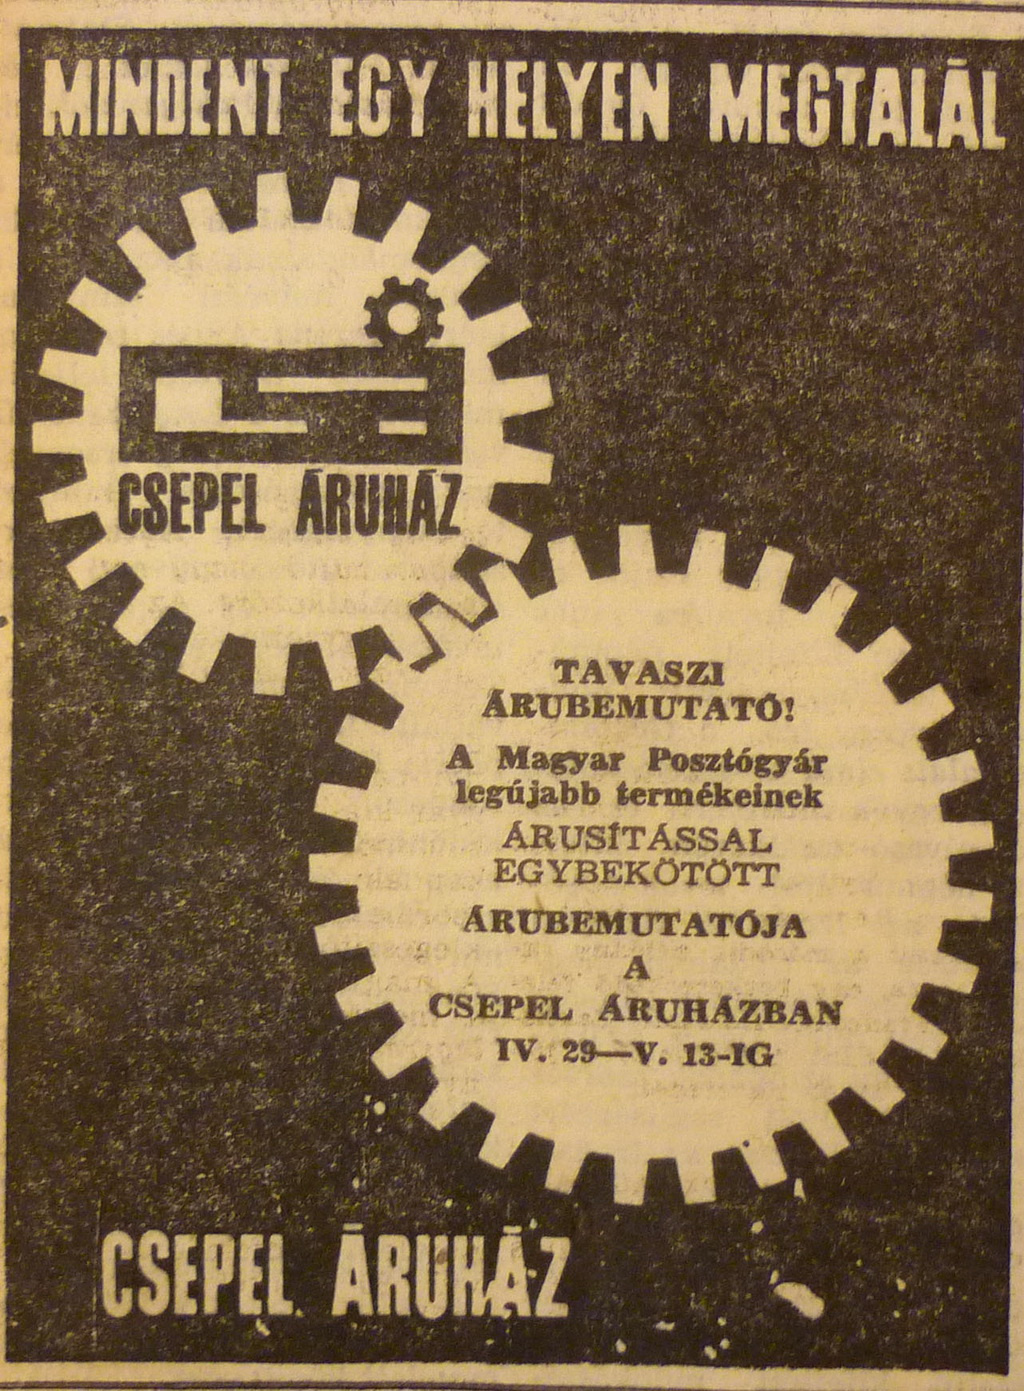 MINDENT EGY HELYEN MEGTALÁL
CSÁ
CSEPEL ÁRUHÁZ
TAVASZI
ÁRUBEMUTATÓ!
A Magyar Posztógyár
legújabb termékeinek
ÁRUSÍTÁSSAL
EGYBEKÖTÖTT
ÁRUBEMUTATÓJA
A
CSEPEL ÁRUHÁZBAN
IV. 29—V. 13-IG
CSEPEL ÁRUHÁZ